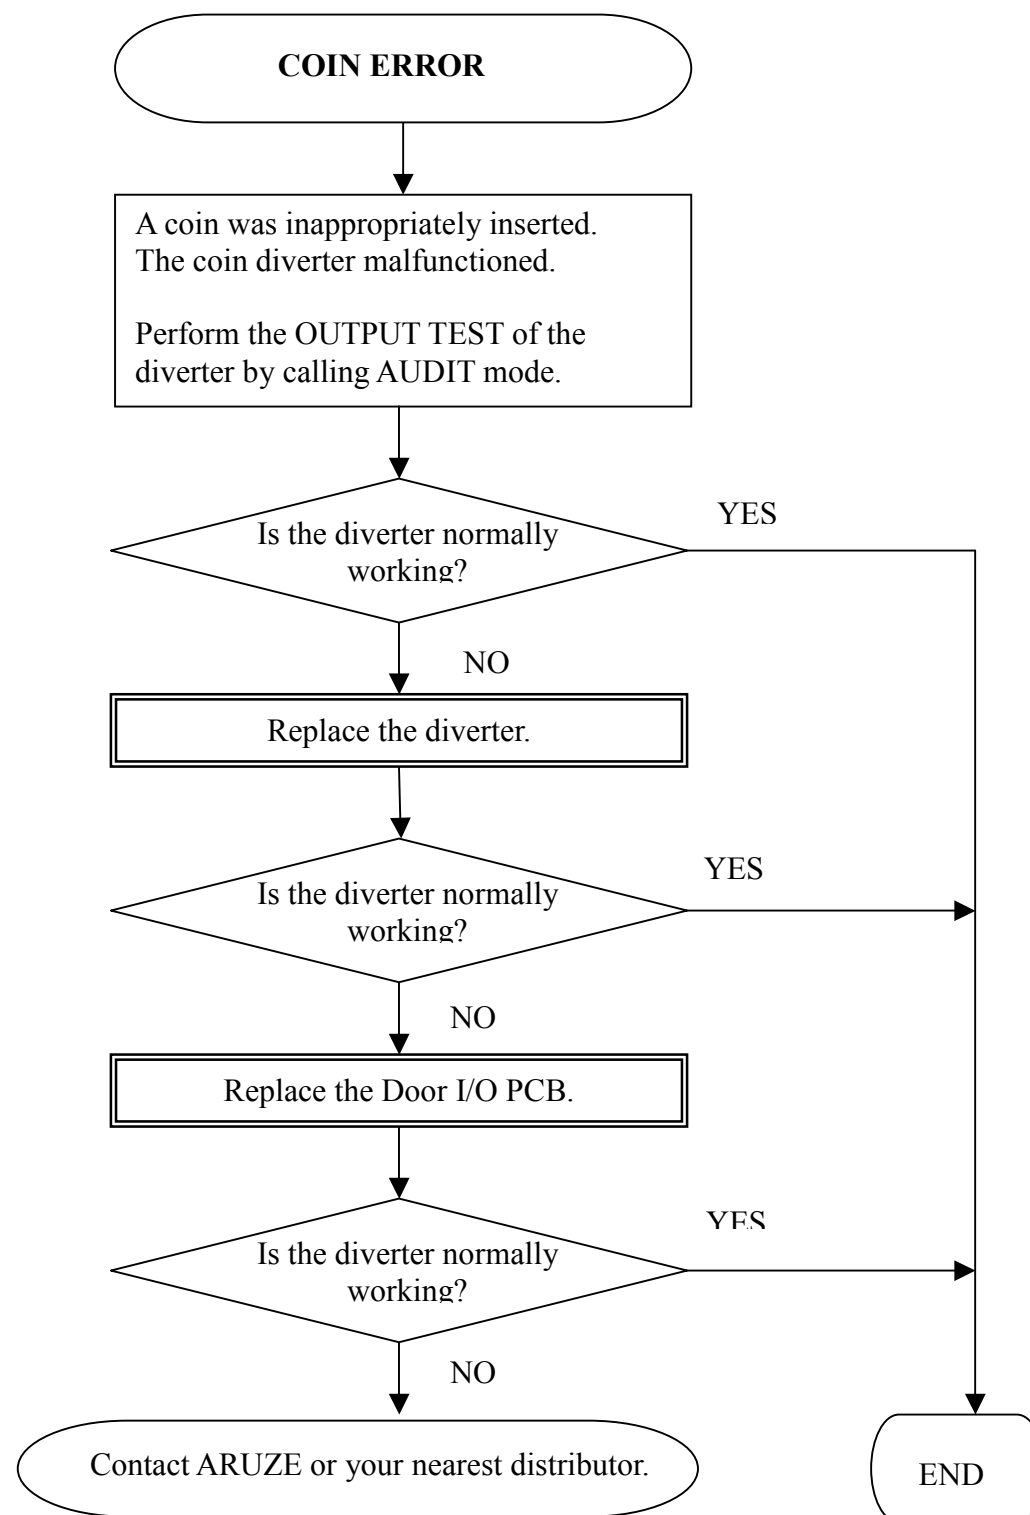 COIN ERROR
A coin was inappropriately inserted.
The coin diverter malfunctioned.
Perform the OUTPUT TEST of the
diverter by calling AUDIT mode.
Is the diverter normally
working?
YES
NO
Replace the diverter.
Is the diverter normally
working?
YES
NO
Replace the Door I/O PCB.
Is the diverter normally
working?
YES
NO
Contact ARUZE or your nearest distributor.
END